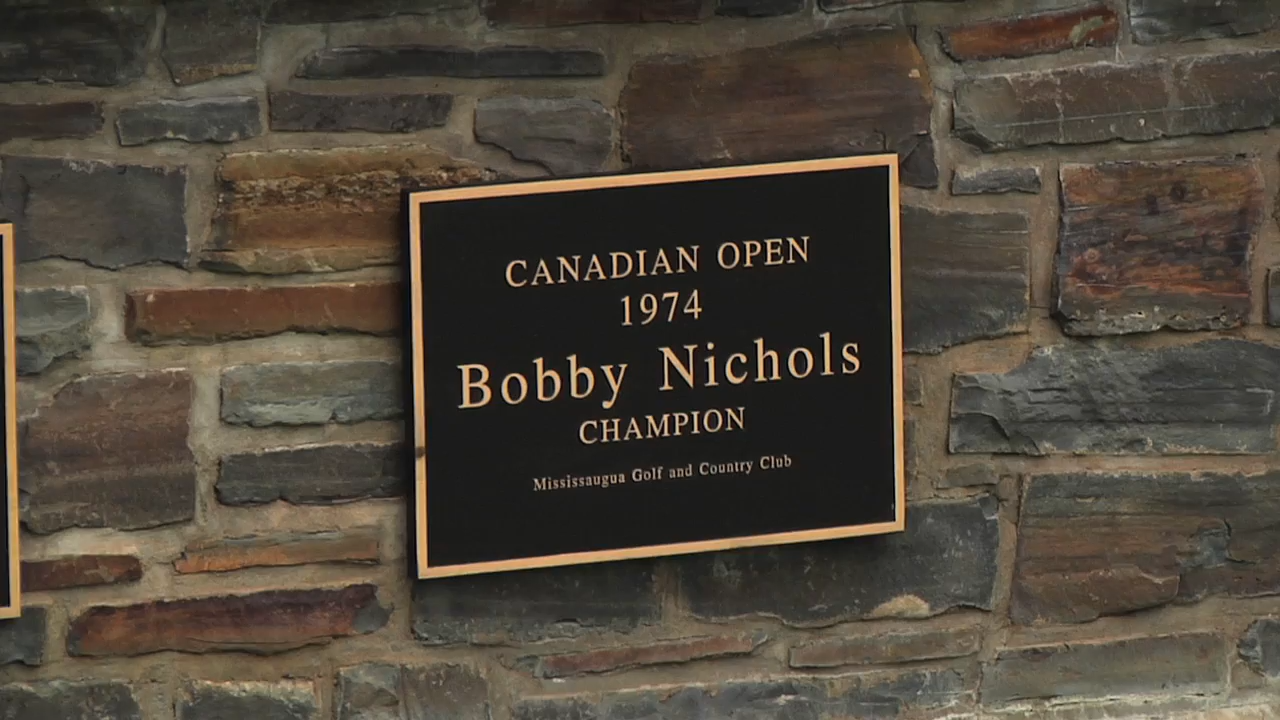 CANADIAN OPEN
1974
Bobby Nichols
CHAMPION
Mississaugua Golf and Country Club